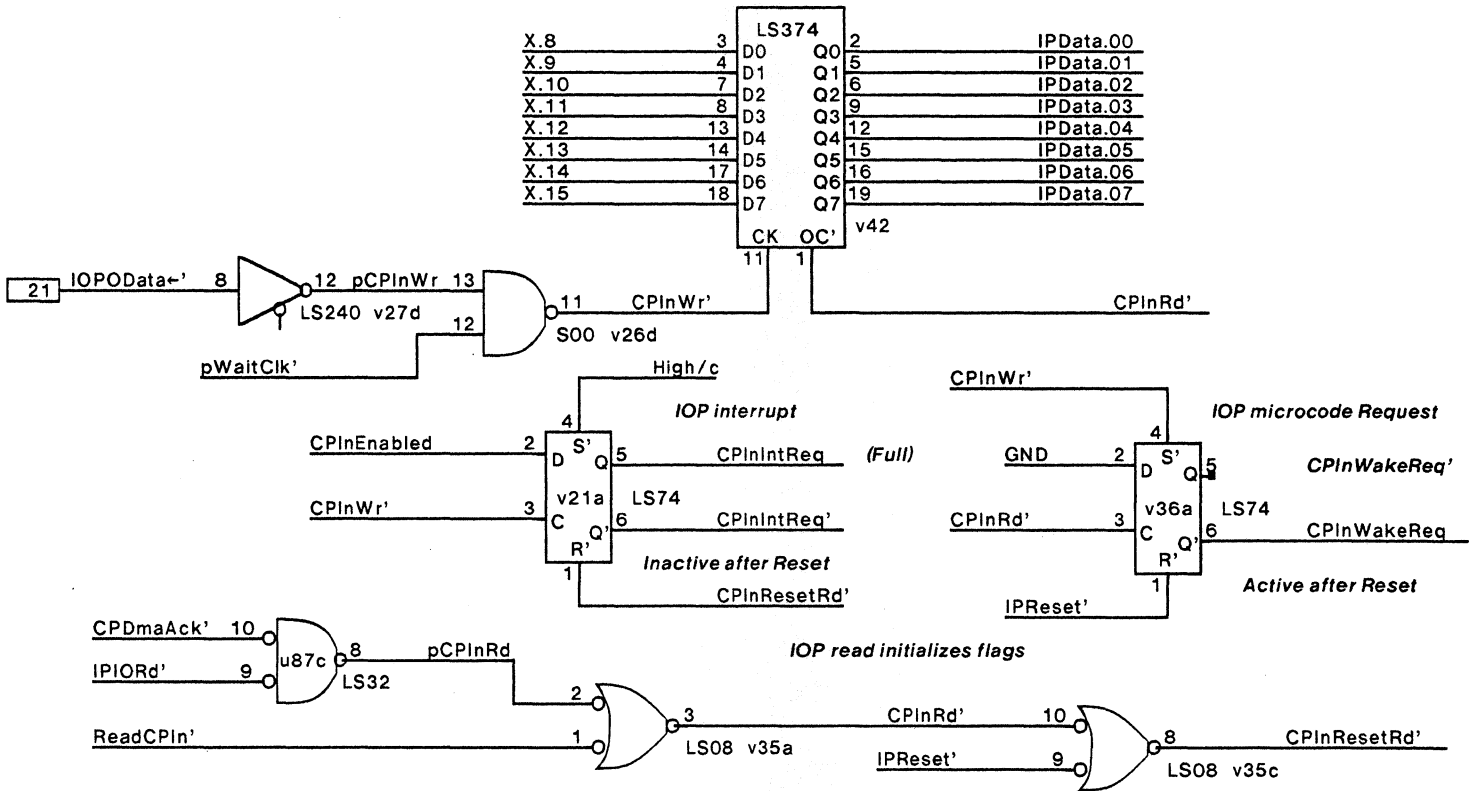 LS374
X.8 3 D0 Q0 2 IPData.00
X.9 4 D1 Q1 5 IPData.01
X.10 7 D2 Q2 6 IPData.02
X.11 8 D3 Q3 9 IPData.03
X.12 13 D4 Q4 12 IPData.04
X.13 14 D5 Q5 15 IPData.05
X.14 17 D6 Q6 16 IPData.06
X.15 18 D7 Q7 19 IPData.07
v42
CK OC'
11 1
21 IOPOData←' 8 12 pCPInWr 13
LS240 v27d
12
11 CPInWr'
S00 v26d
CPInRd'
pWaitClk'
High/c
IOP interrupt
4
CPInEnabled 2 D S' Q 5 CPInIntReq (Full)
v21a LS74
CPInWr' 3 C Q' 6 CPInIntReq'
R'
Inactive after Reset
1 CPInResetRd'
CPInWr'
IOP microcode Request
4
GND 2 D S' Q 5 CPInWakeReq'
v36a LS74
CPInRd' 3 C Q' 6 CPInWakeReq
R'
Active after Reset
1
IPReset'
CPDmaAck' 10
u87c 8 pCPInRd
IPIORd' 9
LS32
IOP read initializes flags
2
ReadCPIn' 1
3 CPInRd' 10
LS08 v35a
IPReset' 9
8 CPInResetRd'
LS08 v35c